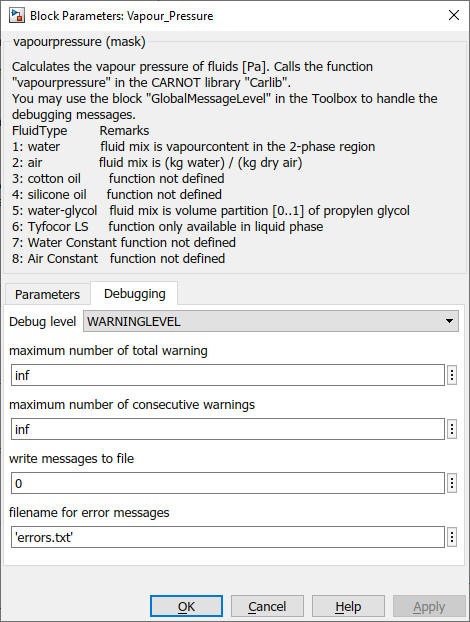 Block Parameters: Vapour_Pressure
vapourpressure (mask)
Calculates the vapour pressure of fluids [Pa]. Calls the function
"vapourpressure" in the CARNOT library "Carlib".
You may use the block "GlobalMessageLevel" in the Toolbox to handle the
debugging messages.
FluidType Remarks
1: water fluid mix is vapourcontent in the 2-phase region
2: air fluid mix is (kg water) / (kg dry air)
3: cotton oil function not defined
4: silicone oil function not defined
5: water-glycol fluid mix is volume partition [0..1] of propylen glycol
6: Tyfocor LS function only available in liquid phase
7: Water Constant function not defined
8: Air Constant function not defined
Parameters Debugging
Debug level WARNINGLEVEL
maximum number of total warning
inf
maximum number of consecutive warnings
inf
write messages to file
0
filename for error messages
'errors.txt'
OK Cancel Help Apply